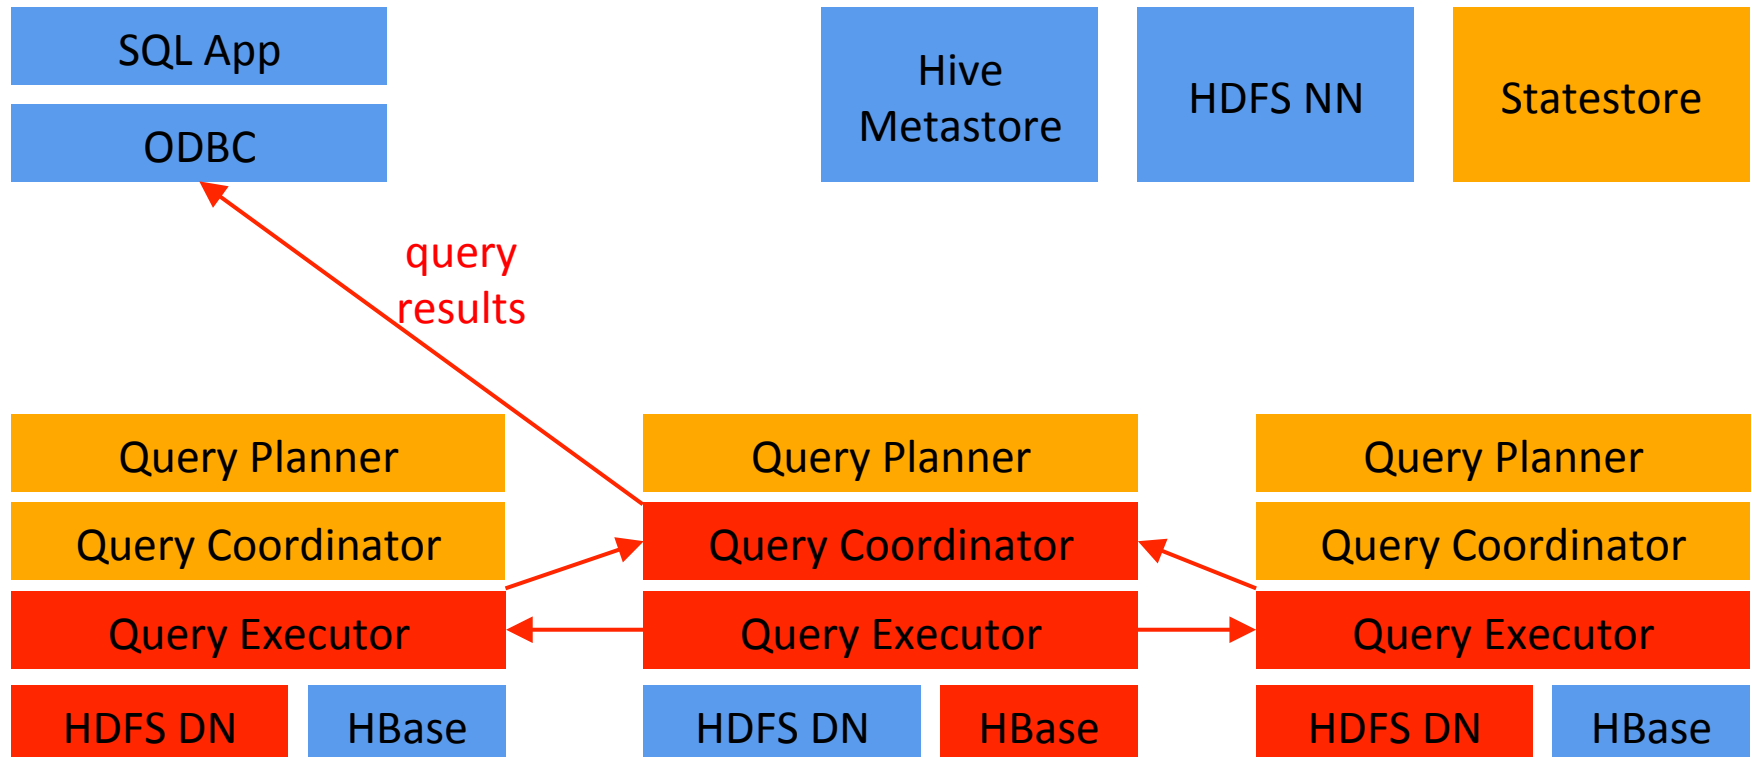 SQL App
ODBC
Hive
Metastore
HDFS NN
Statestore
query
results
Query Planner
Query Coordinator
Query Executor
HDFS DN
HBase
Query Planner
Query Coordinator
Query Executor
HDFS DN
HBase
Query Planner
Query Coordinator
Query Executor
HDFS DN
HBase